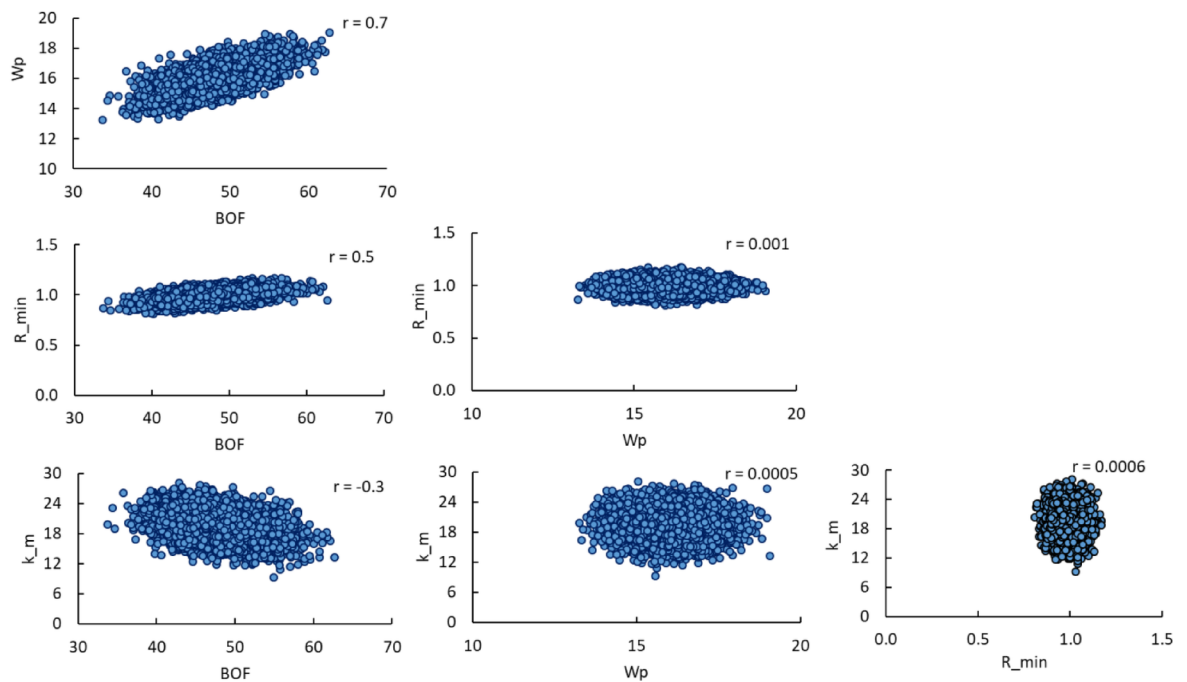 20
18
16
14
12
10
Wp
r = 0.7
30 40 50 60 70
BOF
1.5
1.0
0.5
0.0
R_min
r = 0.5
30 40 50 60 70
BOF
1.5
1.0
0.5
0.0
R_min
r = 0.001
10 15 20
Wp
30
24
18
12
6
0
k_m
r = -0.3
30 40 50 60 70
BOF
30
24
18
12
6
0
k_m
r = 0.0005
10 15 20
Wp
30
24
18
12
6
0
k_m
r = 0.0006
0.0 0.5 1.0 1.5
R_min